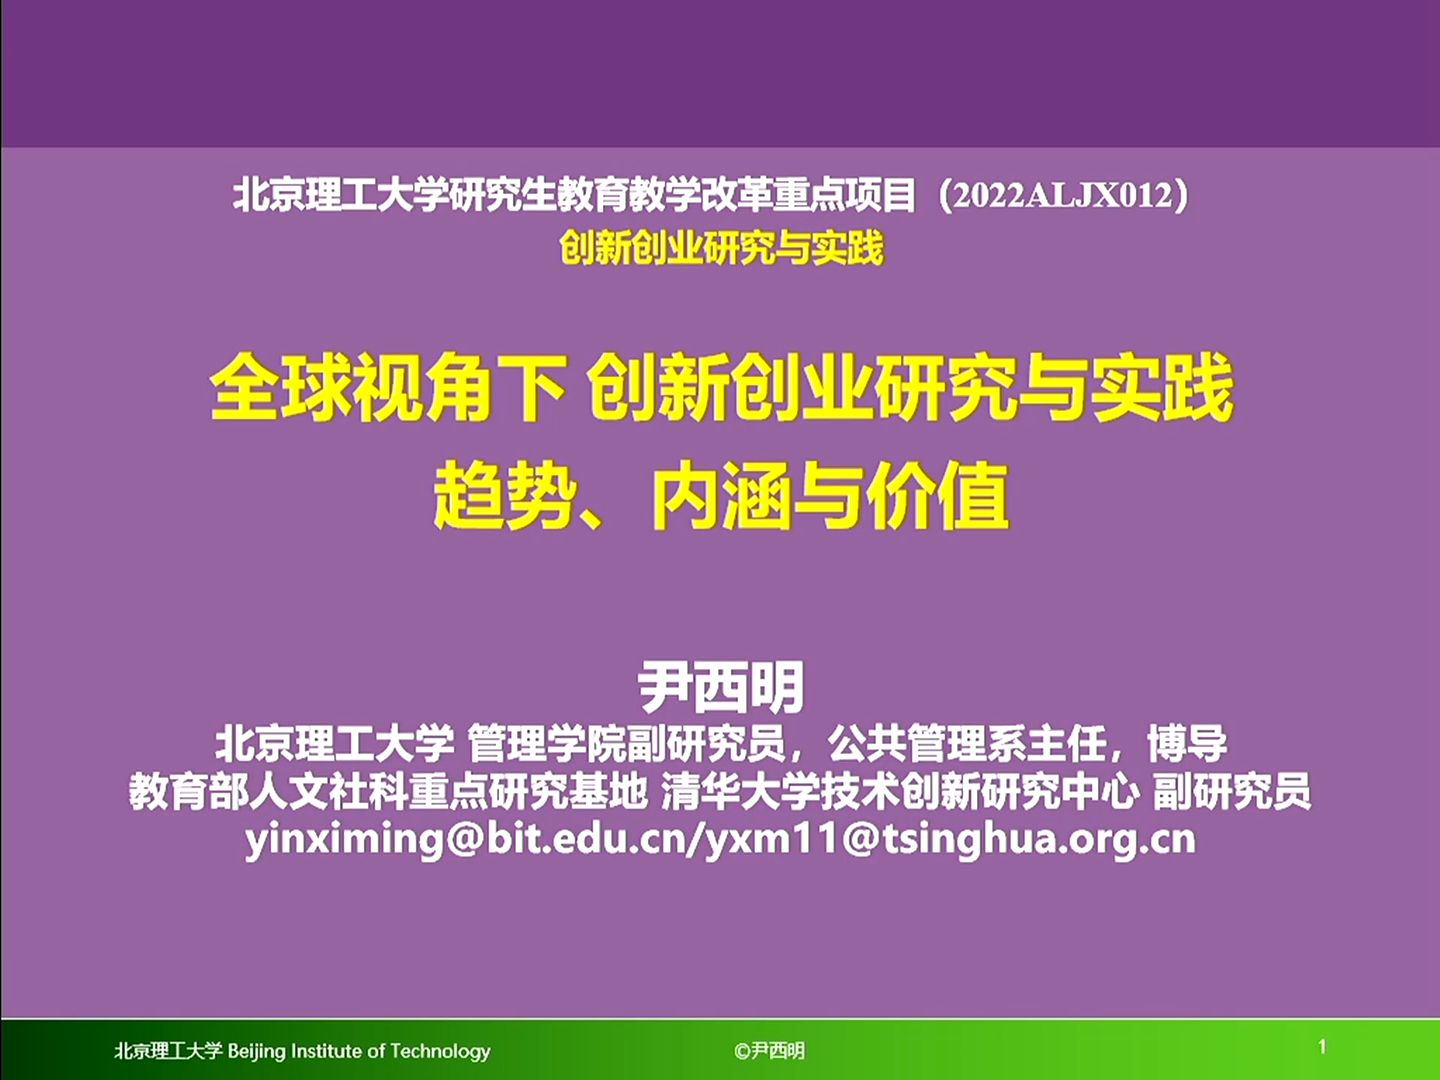 北京理工大学研究生教育教学改革重点项目（2022ALJX012）
创新创业研究与实践
全球视角下 创新创业研究与实践
趋势、内涵与价值
尹西明
北京理工大学 管理学院副研究员，公共管理系主任，博导
教育部人文社科重点研究基地 清华大学技术创新研究中心 副研究员
yinximing@bit.edu.cn/yxm11@tsinghua.org.cn
北京理工大学 Beijing Institute of Technology
©尹西明
1